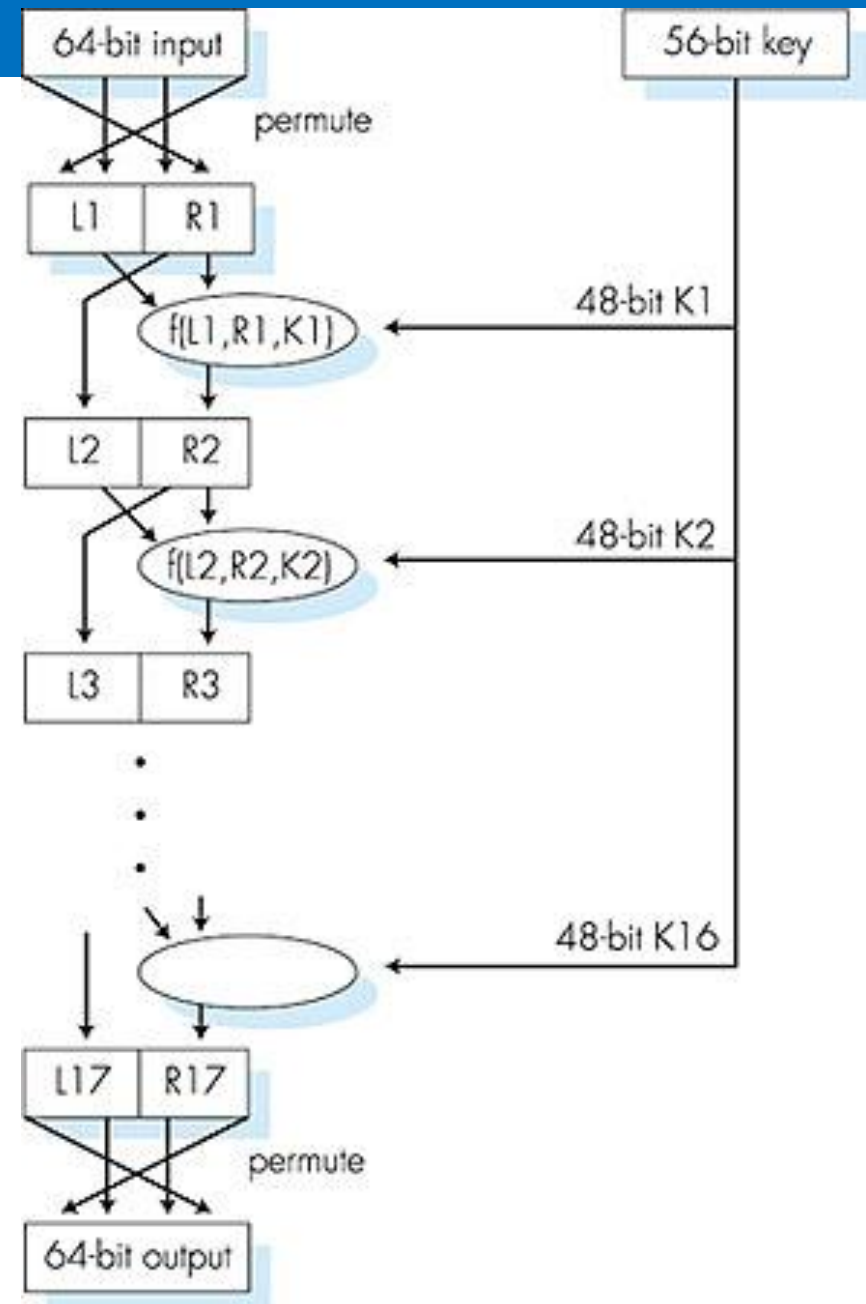 64-bit input
56-bit key
permute
L1 R1
48-bit K1
f(L1,R1,K1)
L2 R2
48-bit K2
f(L2,R2,K2)
L3 R3
48-bit K16
L17 R17
permute
64-bit output